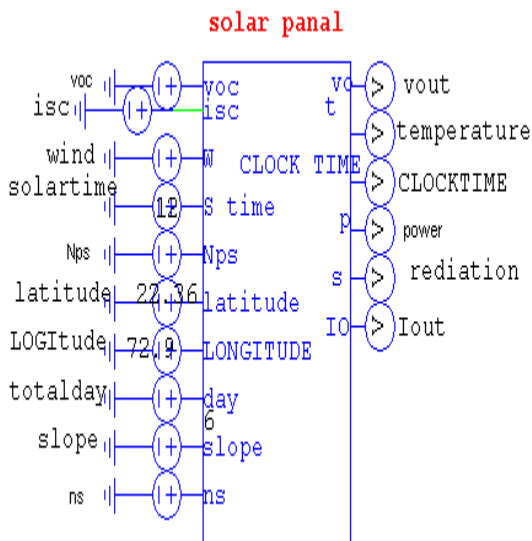 solar panal
voc voc vo vout
isc isc t
temperature
wind W CLOCK TIME
solartime 12 S time CLOCKTIME
Nps Nps p power
latitude 22.36 latitude s rediation
LOGItude 72.9 LONGITUDE IO Iout
totalday day
6
slope slope
ns ns